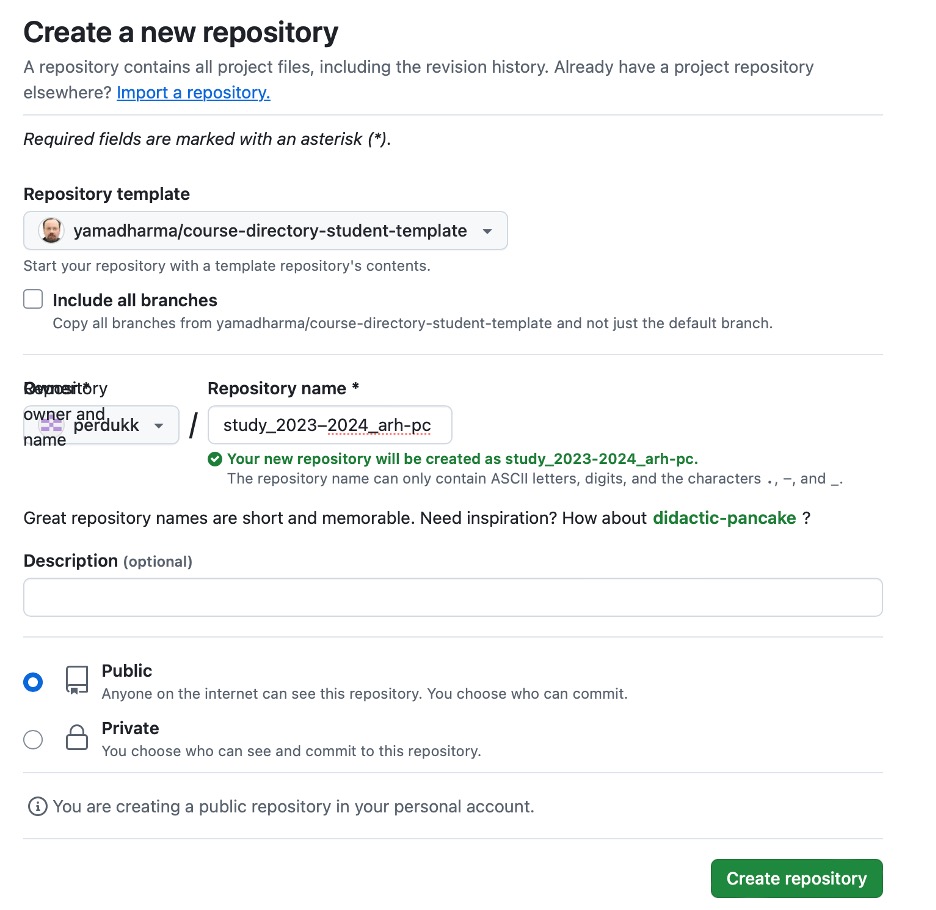 Create a new repository
A repository contains all project files, including the revision history. Already have a project repository
elsewhere? Import a repository.
Required fields are marked with an asterisk (*).
Repository template
yamadharma/course-directory-student-template
Start your repository with a template repository's contents.
Include all branches
Copy all branches from yamadharma/course-directory-student-template and not just the default branch.
Owner *
Repository
owner and
name
perdukk
/
Repository name *
study_2023–2024_arh-pc
Your new repository will be created as study_2023-2024_arh-pc.
The repository name can only contain ASCII letters, digits, and the characters ., –, and _.
Great repository names are short and memorable. Need inspiration? How about didactic-pancake ?
Description (optional)
Public
Anyone on the internet can see this repository. You choose who can commit.
Private
You choose who can see and commit to this repository.
You are creating a public repository in your personal account.
Create repository